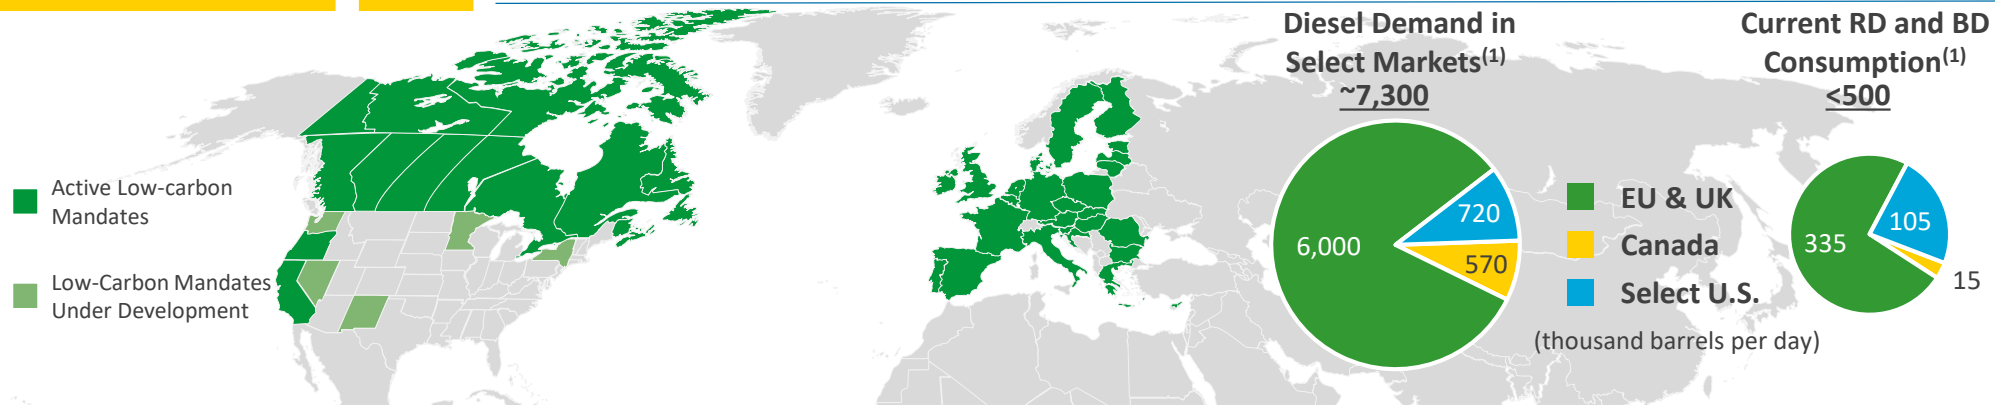 Diesel Demand in
Select Markets(1)
~7,300
Current RD and BD
Consumption(1)
<500
Active Low-carbon
Mandates
Low-Carbon Mandates
Under Development
6,000
720
570
EU & UK
Canada
Select U.S.
(thousand barrels per day)
335
105
15